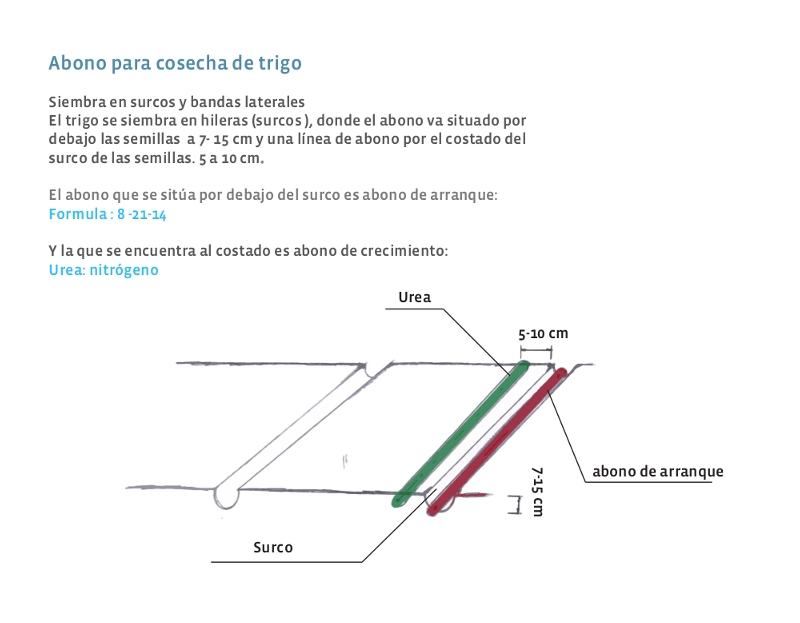 Abono para cosecha de trigo
Siembra en surcos y bandas laterales
El trigo se siembra en hileras (surcos ), donde el abono va situado por
debajo las semillas  a 7- 15 cm y una línea de abono por el costado del
surco de las semillas. 5 a 10 cm.
El abono que se sitúa por debajo del surco es abono de arranque:
Formula : 8 -21-14
Y la que se encuentra al costado es abono de crecimiento:
Urea: nitrógeno
Urea
5-10 cm
abono de arranque
7-15 cm
Surco